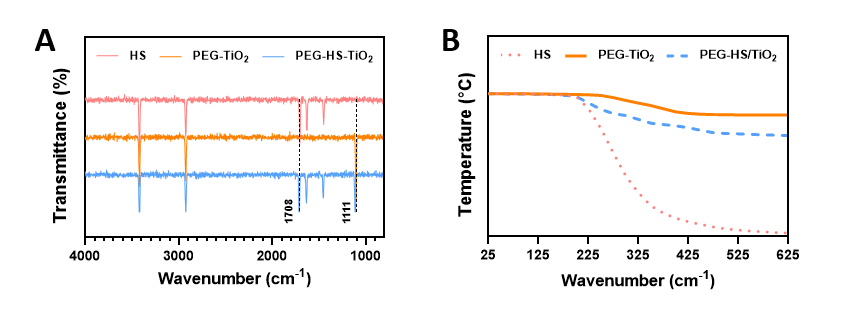 A
HS PEG-TiO₂ PEG-HS-TiO₂
Transmittance (%)
1708
1111
4000 3000 2000 1000
Wavenumber (cm⁻¹)
B
HS PEG-TiO₂ PEG-HS/TiO₂
Temperature (°C)
25 125 225 325 425 525 625
Wavenumber (cm⁻¹)